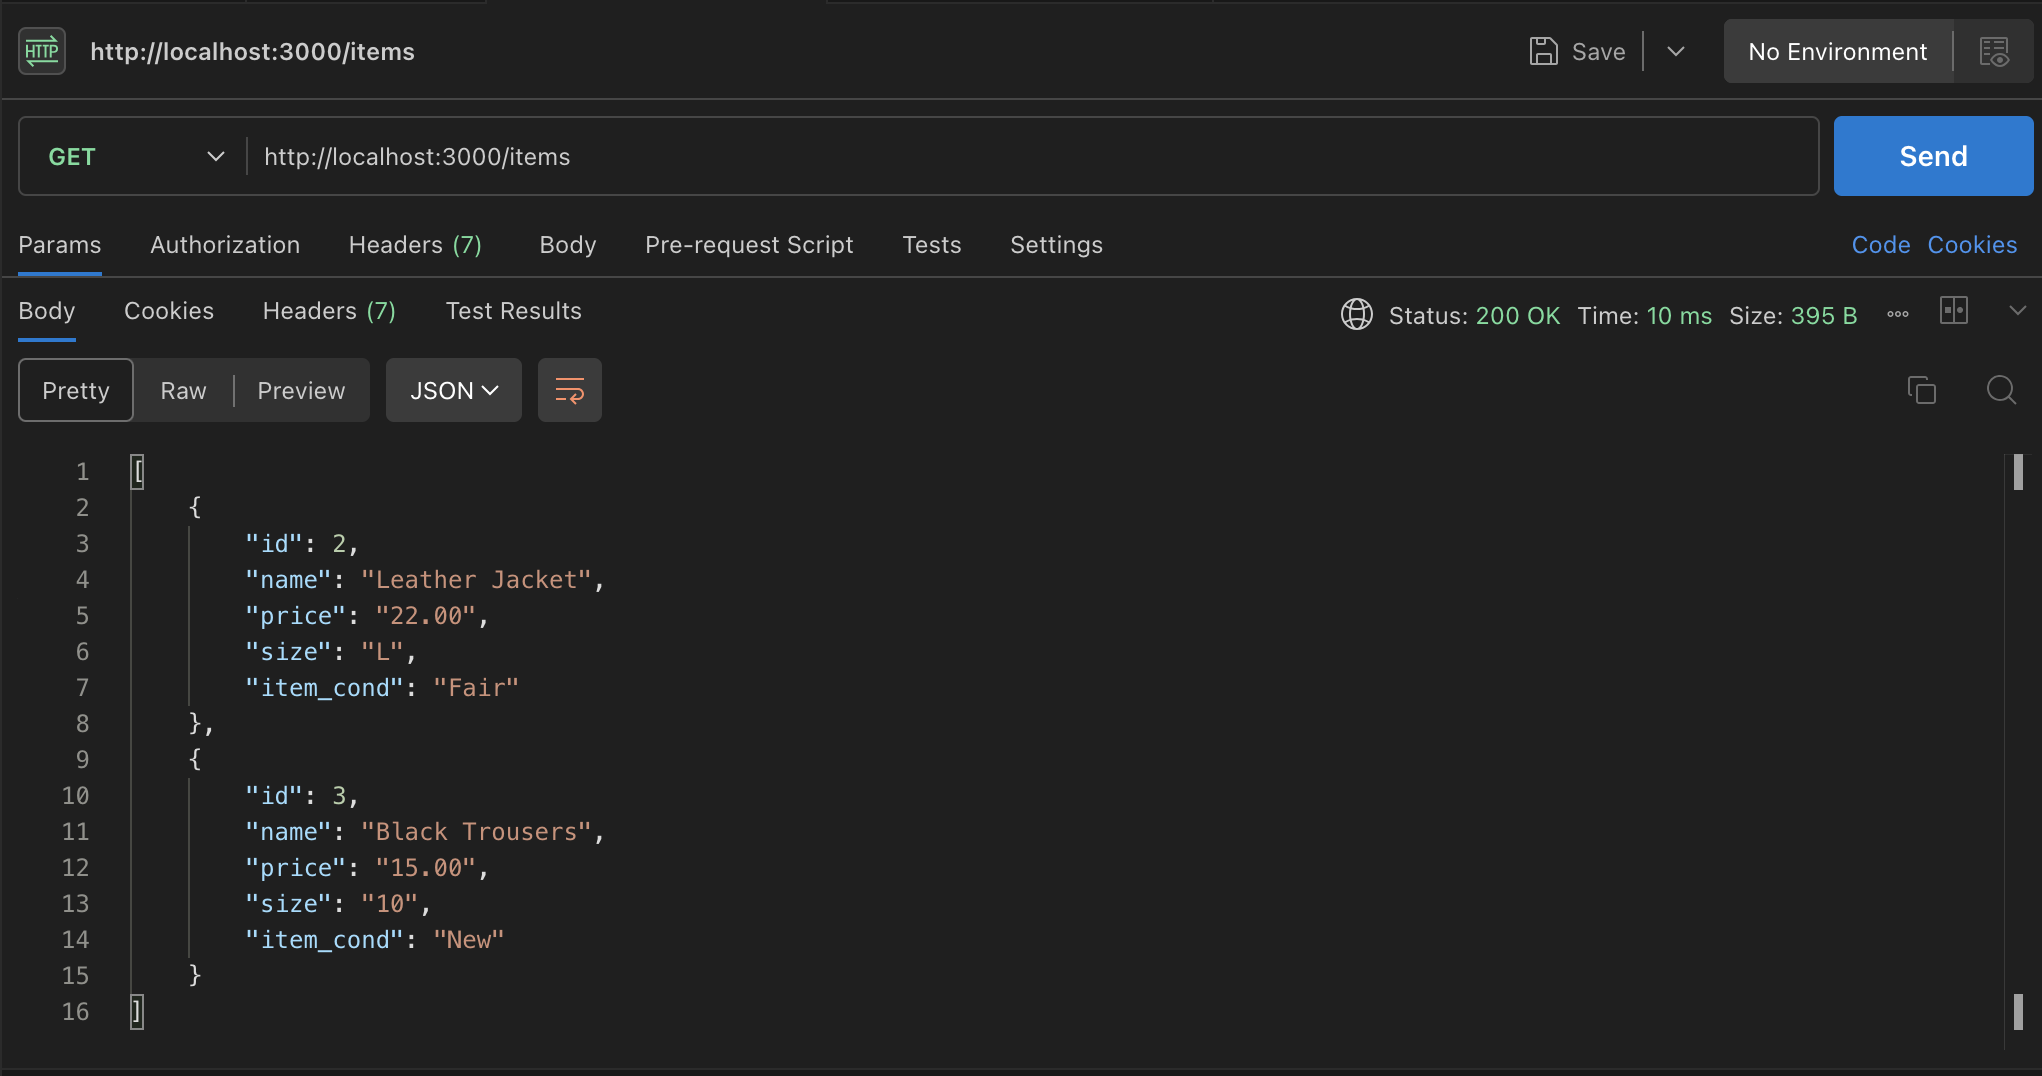 HTTP http://localhost:3000/items Save No Environment
GET http://localhost:3000/items Send
Params Authorization Headers (7) Body Pre-request Script Tests Settings Code Cookies
Body Cookies Headers (7) Test Results Status: 200 OK Time: 10 ms Size: 395 B
Pretty Raw Preview JSON
1 [
2 {
3 "id": 2,
4 "name": "Leather Jacket",
5 "price": "22.00",
6 "size": "L",
7 "item_cond": "Fair"
8 },
9 {
10 "id": 3,
11 "name": "Black Trousers",
12 "price": "15.00",
13 "size": "10",
14 "item_cond": "New"
15 }
16 ]